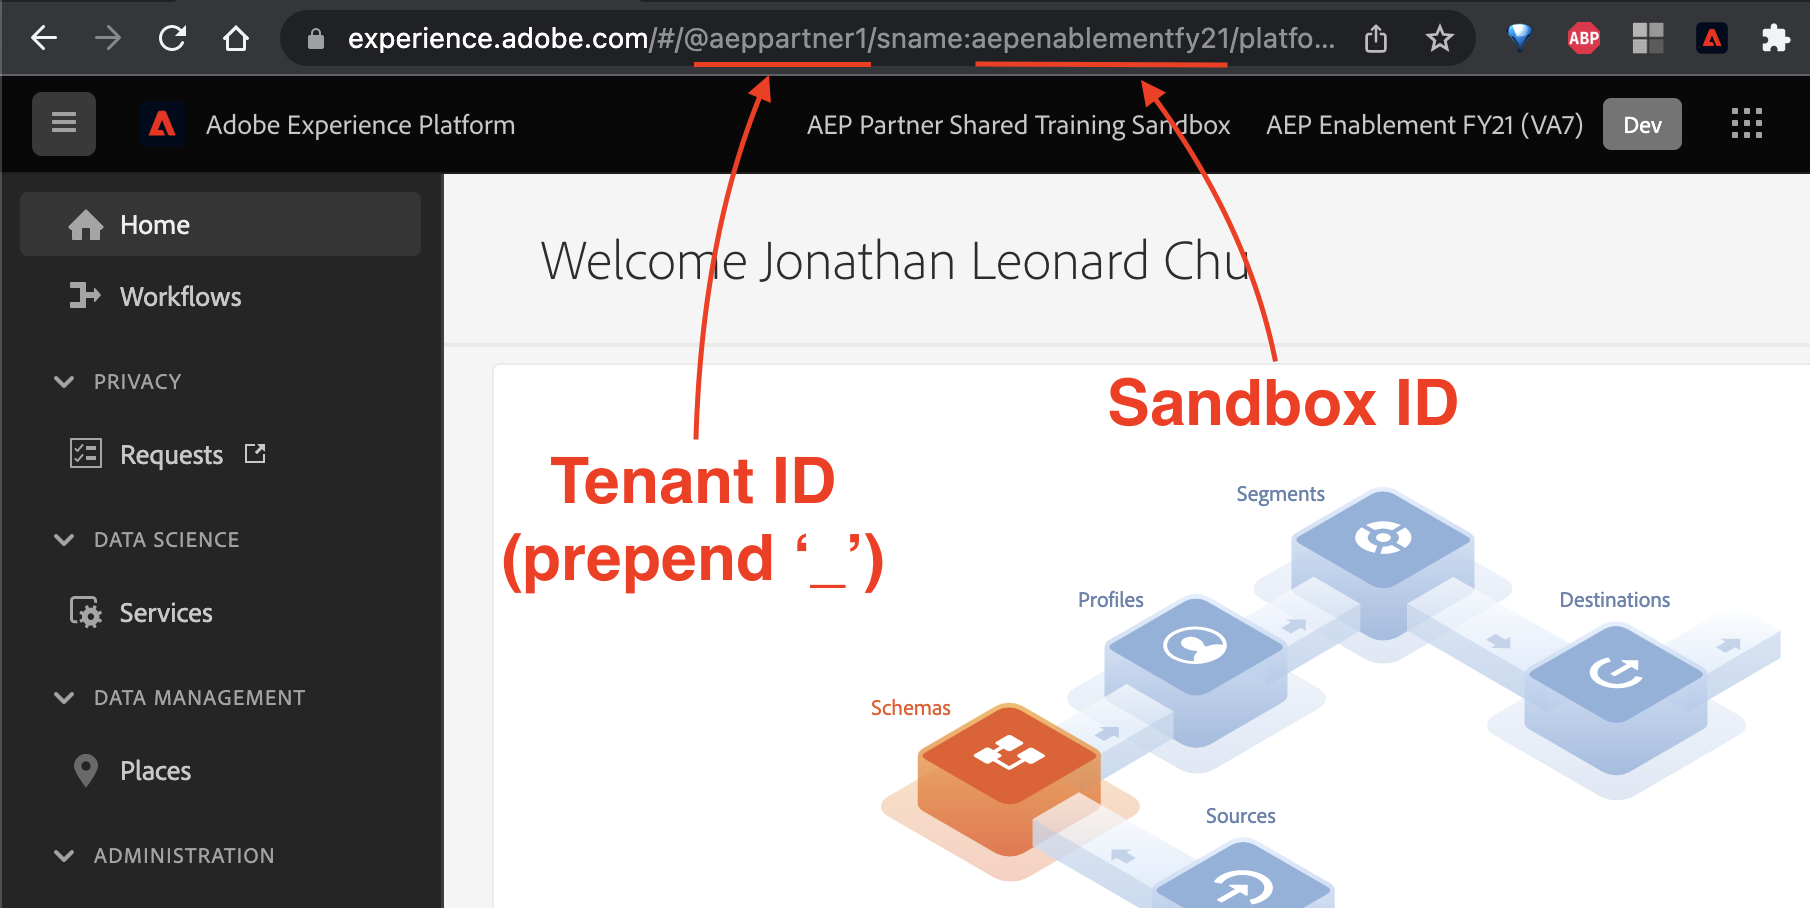 experience.adobe.com/#/@aeppartner1/sname:aepenablementfy21/platfo...
ABP
Adobe Experience Platform
AEP Partner Shared Training Sandbox
AEP Enablement FY21 (VA7)
Dev
Home
Workflows
PRIVACY
Requests
DATA SCIENCE
Services
DATA MANAGEMENT
Places
ADMINISTRATION
Welcome Jonathan Leonard Chu
Sandbox ID
Tenant ID
(prepend ‘_’)
Segments
Profiles
Destinations
Schemas
Sources